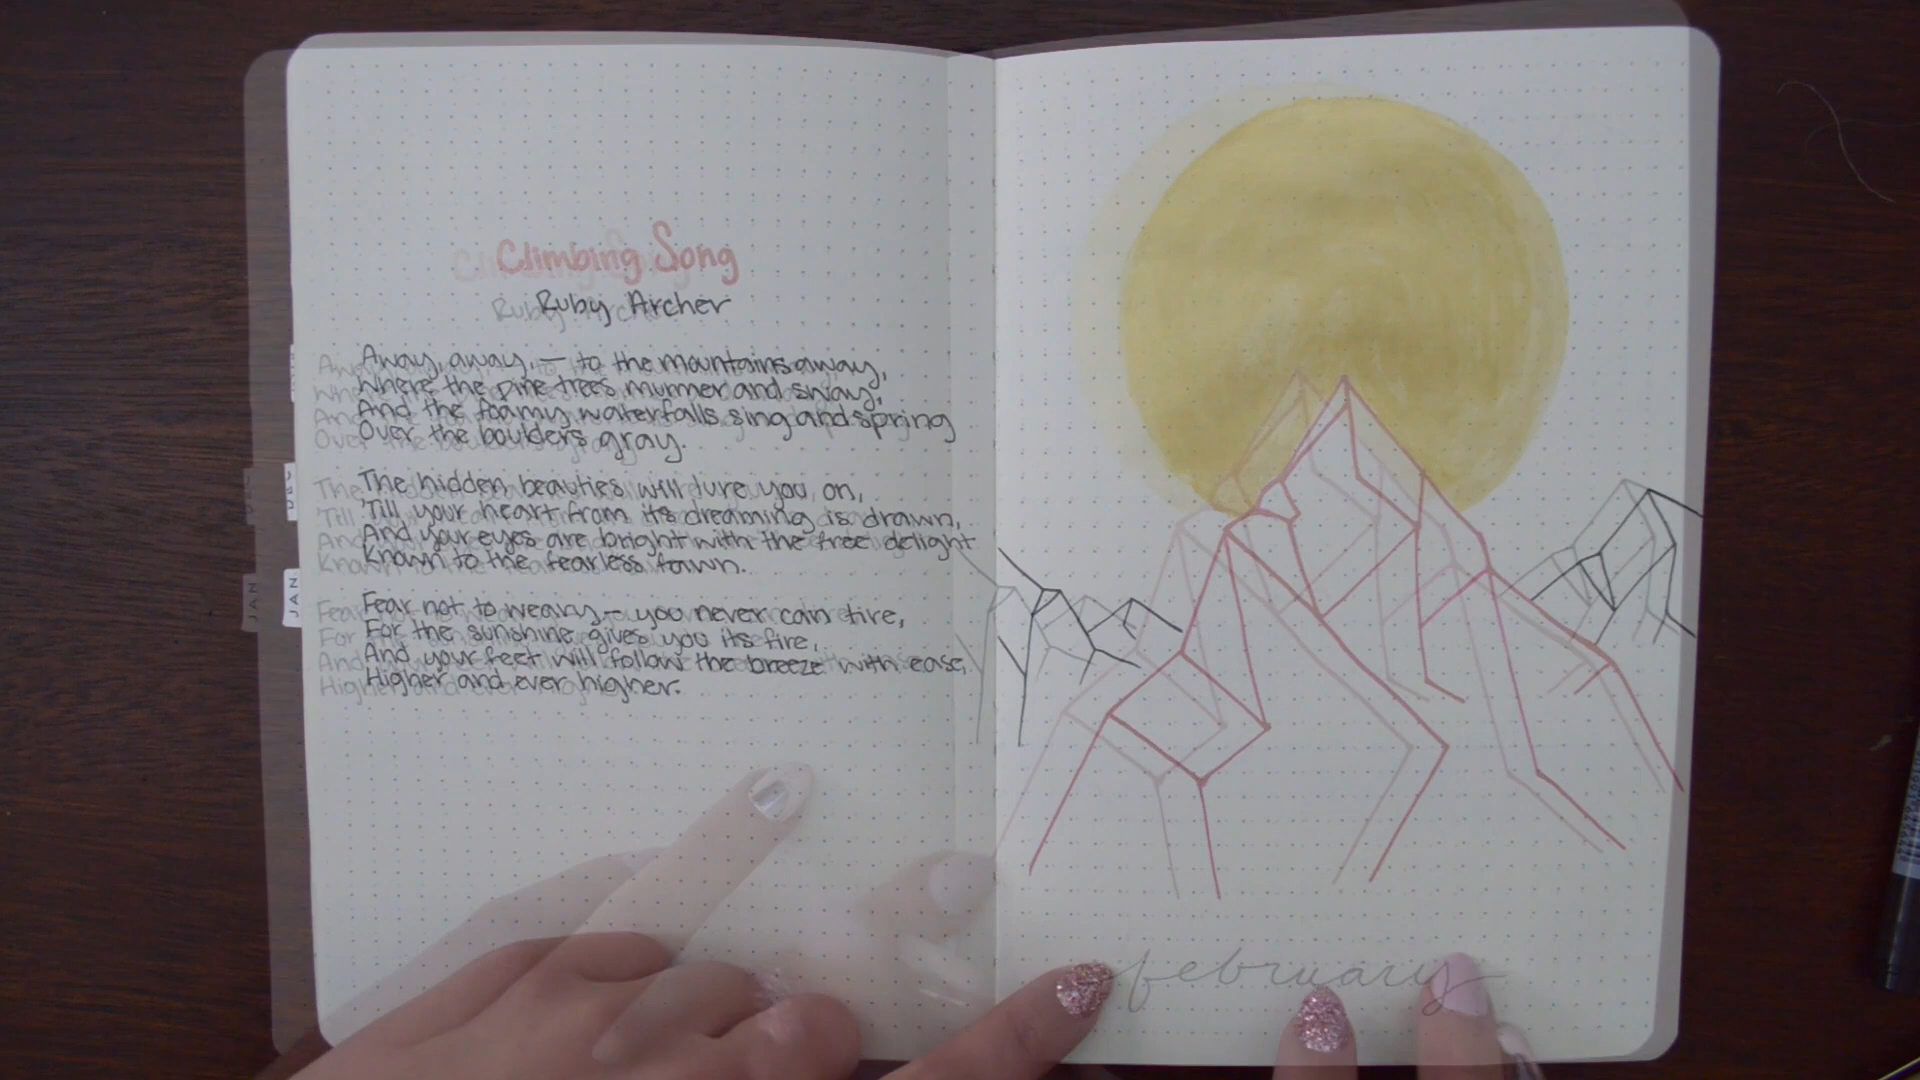 Climbing Song
Ruby Archer
Away, away, — to the mountains away,
Where the pine trees murmer and sway,
And the foamy waterfalls sing and spring
Over the boulders gray.
The hidden beauties will lure you on,
'Till your heart from its dreaming is drawn,
And your eyes are bright with the free delight
Known to the fearless fawn.
Fear not to weary — you never can tire,
For the sunshine gives you its fire,
And your feet will follow the breeze with ease,
Higher and ever higher.
DEC
JAN
february